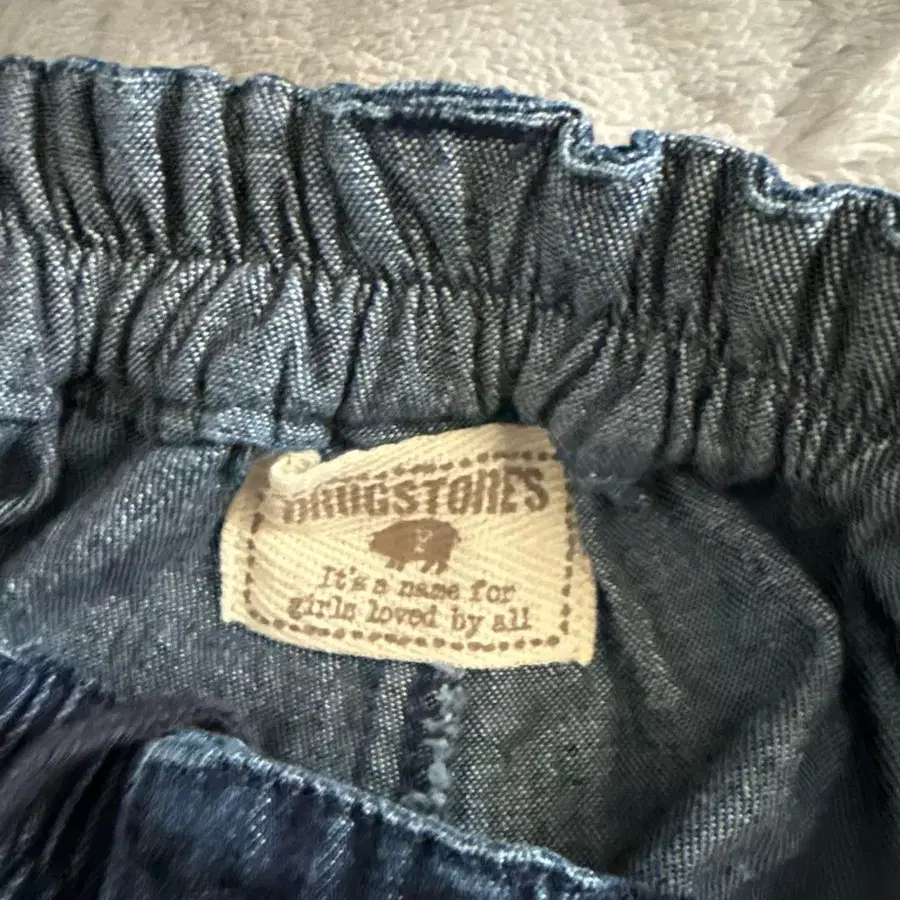 DRUGSTORES
P
It's a name for
girls loved by all